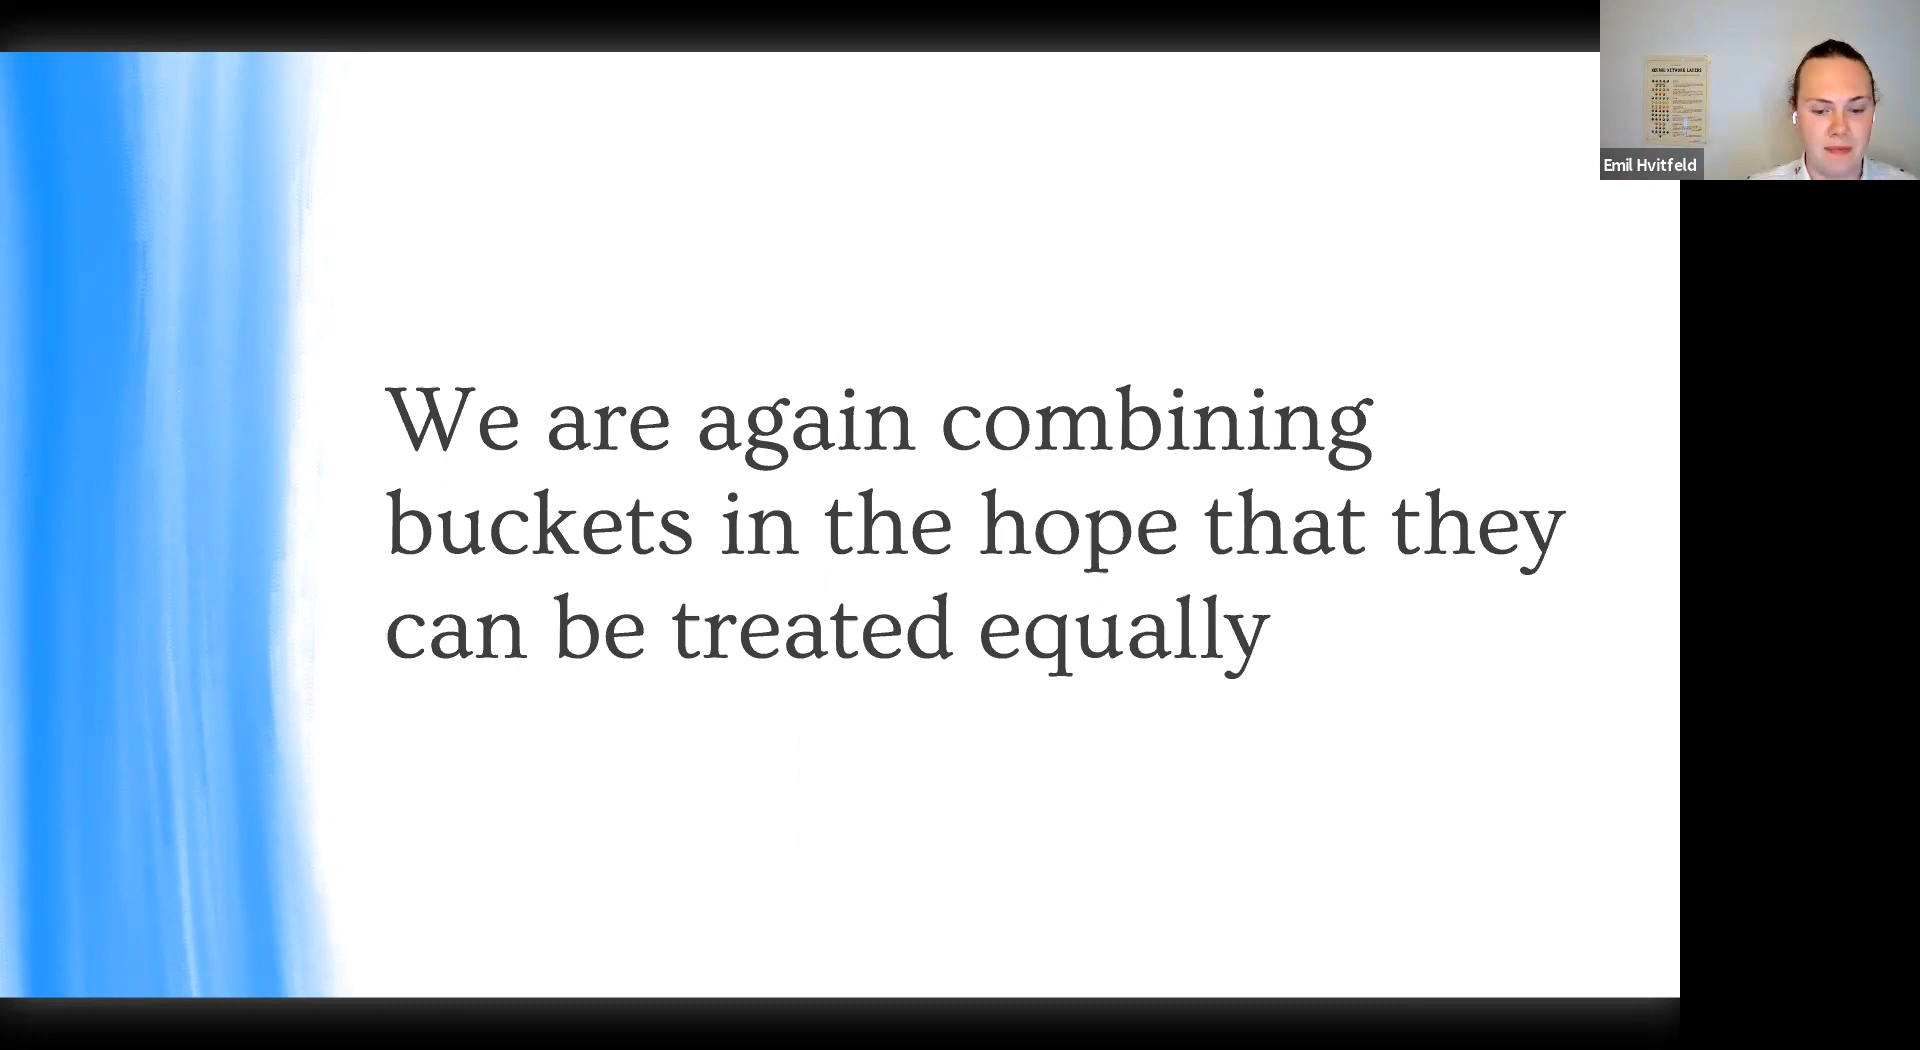 We are again combining
buckets in the hope that they
can be treated equally
Emil Hvitfeld